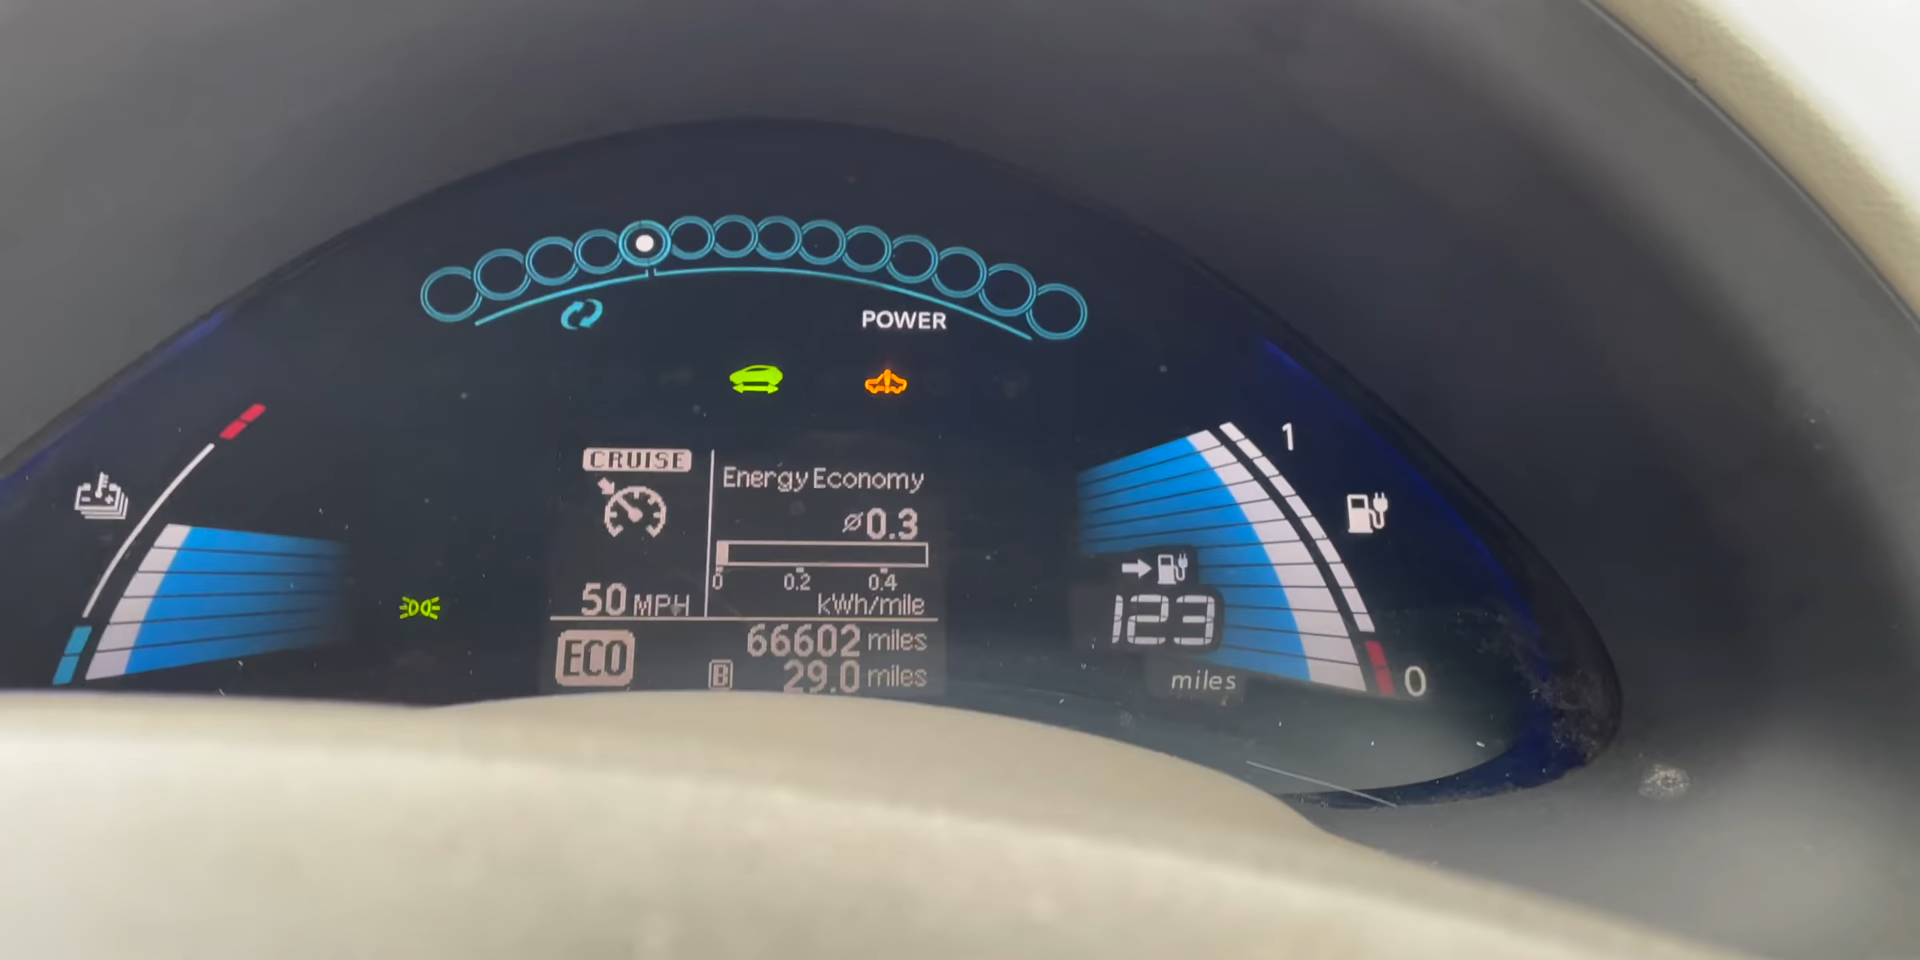 POWER
CRUISE
50 MPH
Energy Economy
⌀0.3
0 0.2 0.4
kWh/mile
ECO
66602 miles
B 29.0 miles
1
123
miles
0